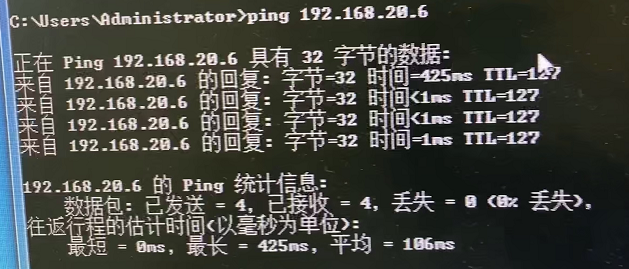 C:\Users\Administrator>ping 192.168.20.6
正在 Ping 192.168.20.6 具有 32 字节的数据:
来自 192.168.20.6 的回复: 字节=32 时间=425ms TTL=127
来自 192.168.20.6 的回复: 字节=32 时间<1ms TTL=127
来自 192.168.20.6 的回复: 字节=32 时间<1ms TTL=127
来自 192.168.20.6 的回复: 字节=32 时间=1ms TTL=127
192.168.20.6 的 Ping 统计信息:
数据包: 已发送 = 4, 已接收 = 4, 丢失 = 0 (0% 丢失),
往返行程的估计时间(以毫秒为单位):
最短 = 0ms, 最长 = 425ms, 平均 = 106ms